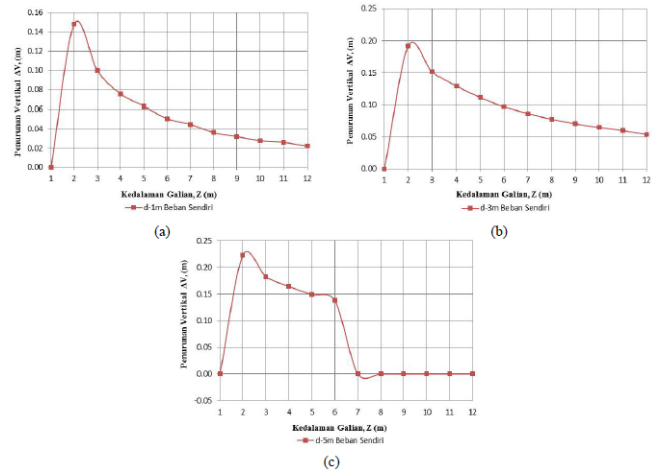 0.16
0.14
0.12
0.10
0.08
0.06
0.04
0.02
0.00
Penurunan Vertikal ΔV, (m)
1 2 3 4 5 6 7 8 9 10 11 12
Kedalaman Galian, Z (m)
d-1m Beban Sendiri
(a)
0.25
0.20
0.15
0.10
0.05
0.00
Penurunan Vertikal ΔV, (m)
1 2 3 4 5 6 7 8 9 10 11 12
Kedalaman Galian, Z (m)
d-3m Beban Sendiri
(b)
0.25
0.20
0.15
0.10
0.05
0.00
-0.05
Penurunan Vertikal ΔV, (m)
1 2 3 4 5 6 7 8 9 10 11 12
Kedalaman Galian, Z (m)
d-5m Beban Sendiri
(c)